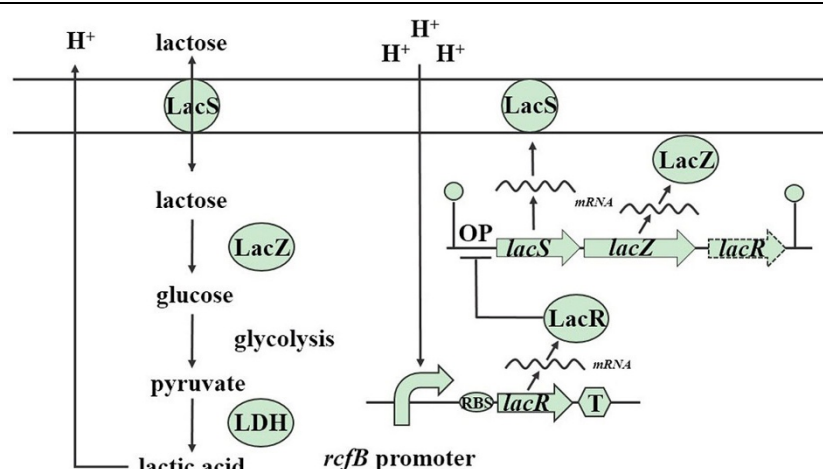 H+
lactose
H+
H+
H+
LacS
LacS
LacZ
lactose
mRNA
OP
lacS
lacZ
lacR
LacZ
glucose
LacR
glycolysis
mRNA
pyruvate
RBS
lacR
T
LDH
rcfB promoter
lactic acid